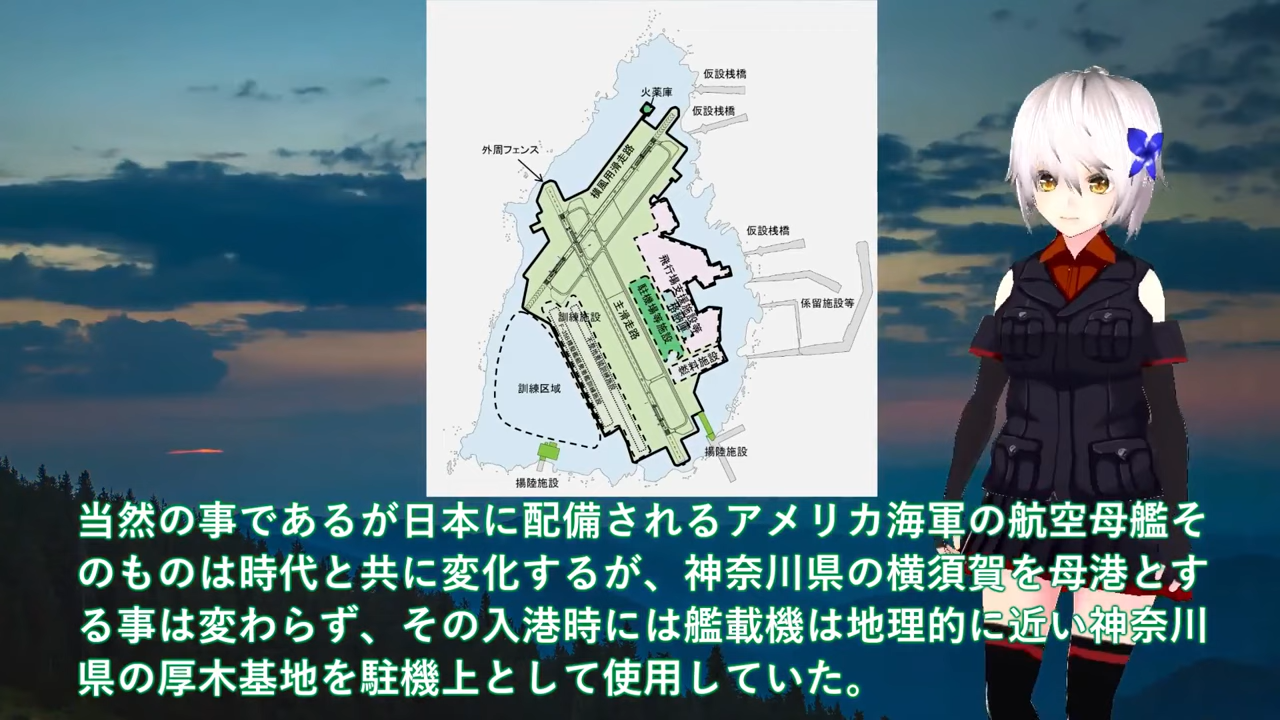 仮設桟橋
火薬庫
仮設桟橋
外周フェンス
横風用滑走路
仮設桟橋
主滑走路
駐機場等施設
係留施設等
訓練施設
燃料施設
訓練区域
揚陸施設
揚陸施設
当然の事であるが日本に配備されるアメリカ海軍の航空母艦そ
のものは時代と共に変化するが、神奈川県の横須賀を母港とす
る事は変わらず、その入港時には艦載機は地理的に近い神奈川
県の厚木基地を駐機上として使用していた。